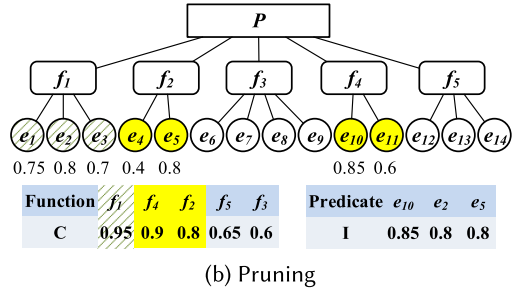 P
f1 f2 f3 f4 f5
e1 e2 e3 e4 e5 e6 e7 e8 e9 e10 e11 e12 e13 e14
0.75 0.8 0.7 0.4 0.8 0.85 0.6
Function f1 f4 f2 f5 f3 Predicate e10 e2 e5
C 0.95 0.9 0.8 0.65 0.6 I 0.85 0.8 0.8
(b) Pruning